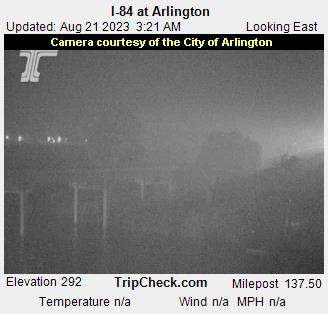 I-84 at Arlington
Updated: Aug 21 2023 3:21 AM Looking East
Camera courtesy of the City of Arlington
Elevation 292 TripCheck.com Milepost 137.50
Temperature n/a Wind n/a MPH n/a